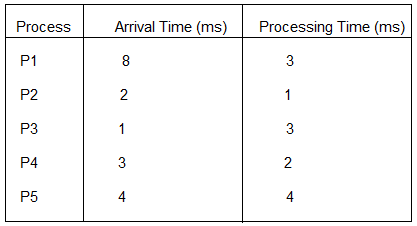 Process Arrival Time (ms) Processing Time (ms)
P1 8 3
P2 2 1
P3 1 3
P4 3 2
P5 4 4